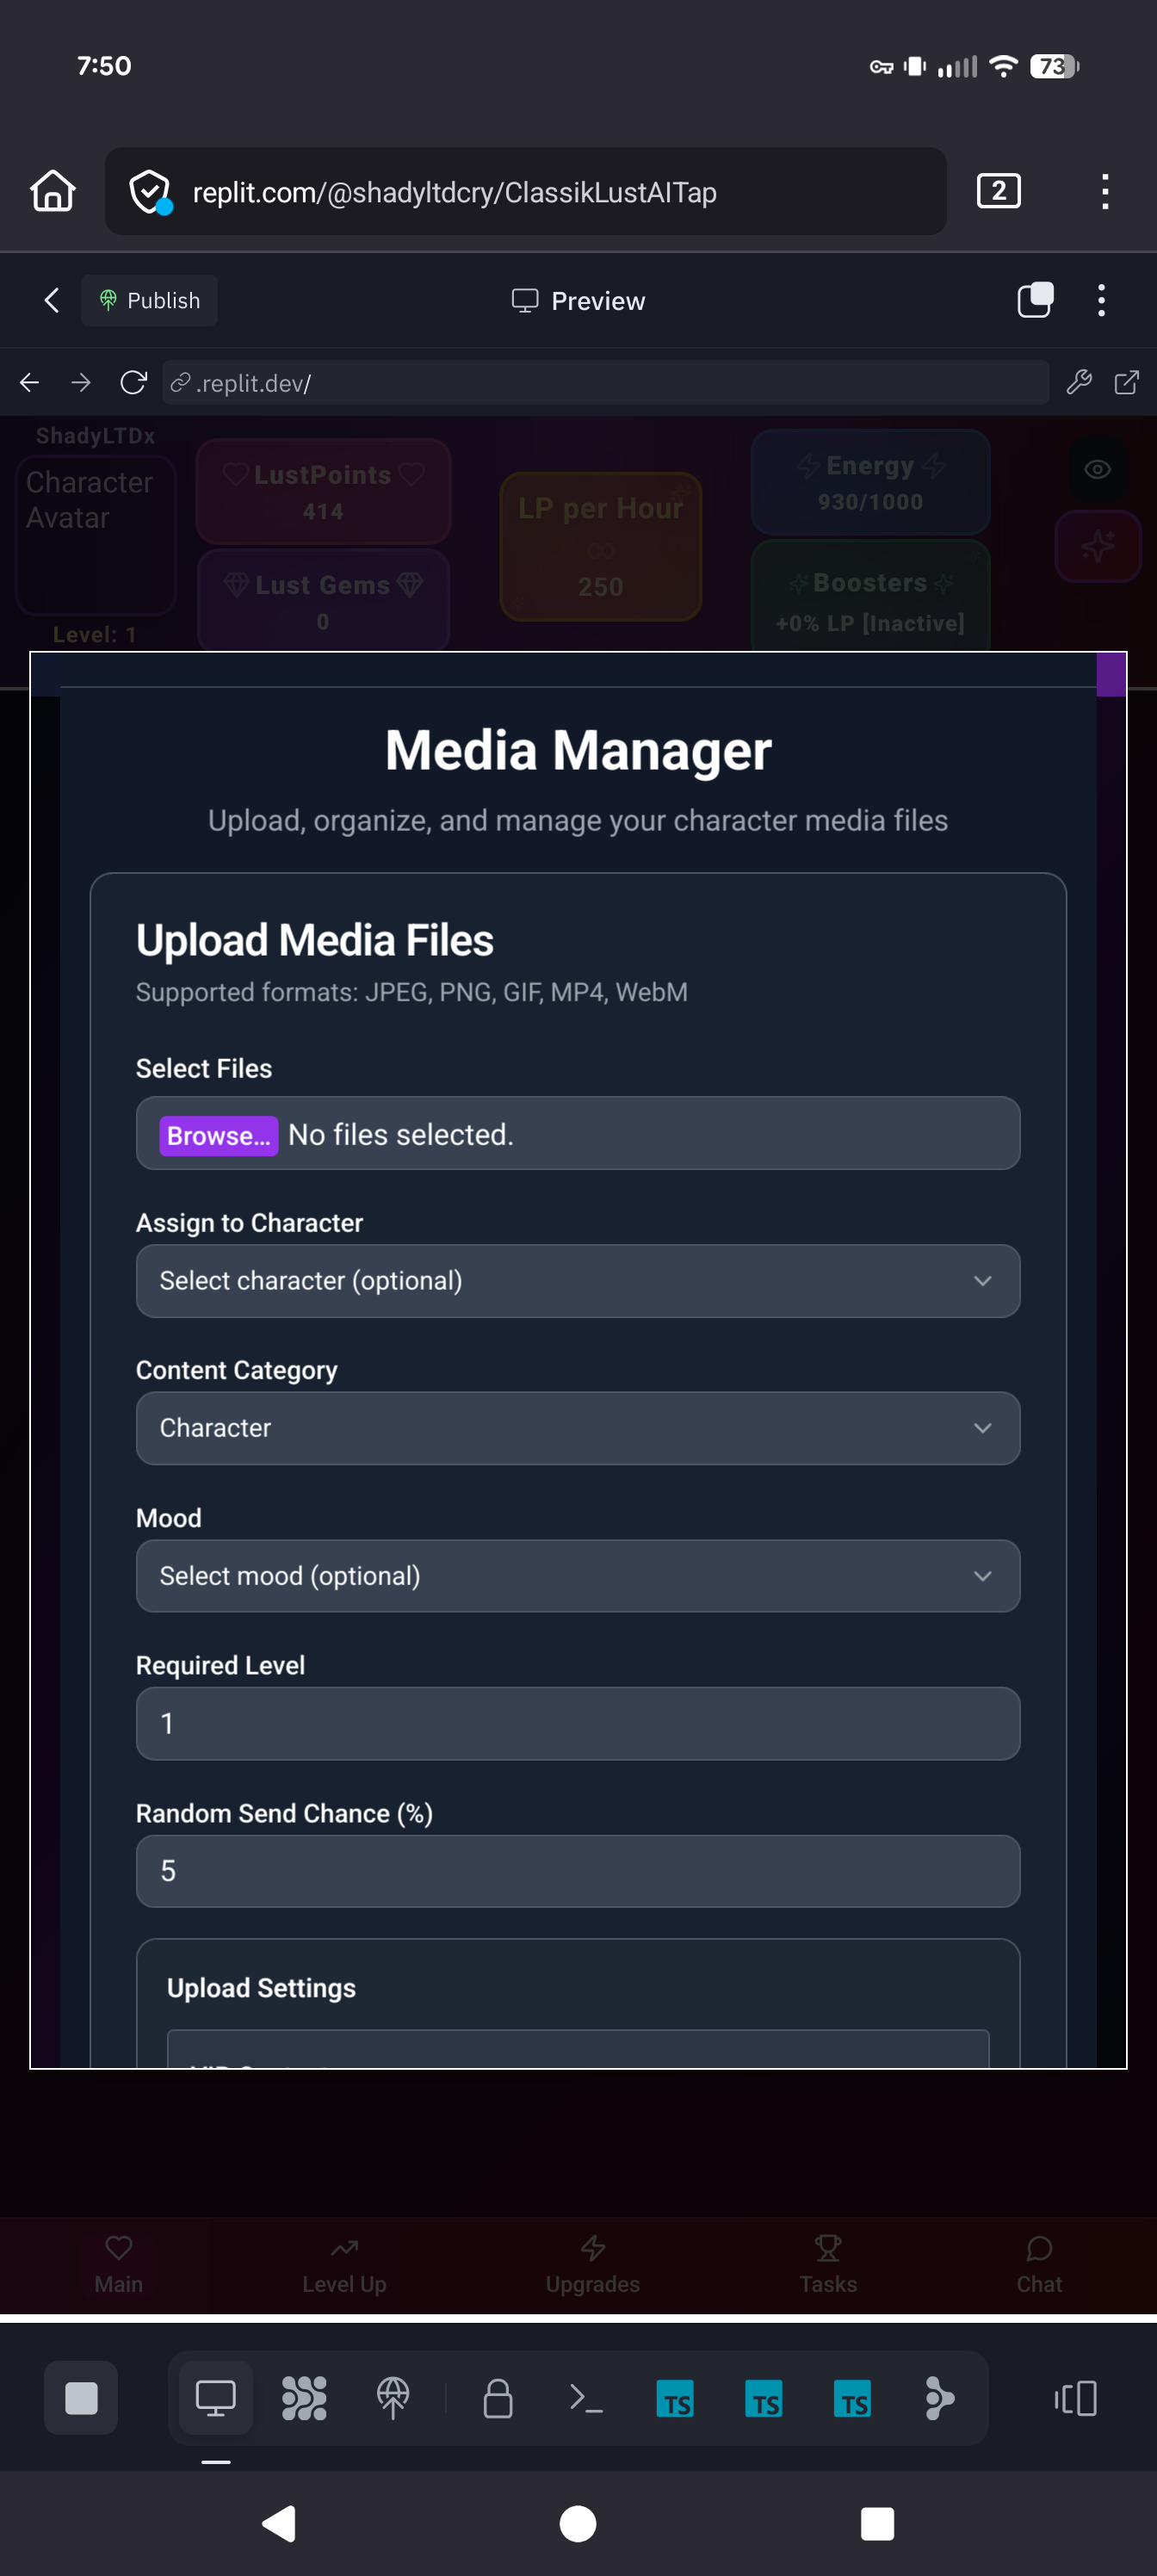 7:50
73
replit.com/@shadyltdcry/ClassikLustAITap
2
Publish
Preview
.replit.dev/
ShadyLTDx
Character
Avatar
Level: 1
LustPoints
414
Lust Gems
0
LP per Hour
250
Energy
930/1000
Boosters
+0% LP [Inactive]
Media Manager
Upload, organize, and manage your character media files
Upload Media Files
Supported formats: JPEG, PNG, GIF, MP4, WebM
Select Files
Browse... No files selected.
Assign to Character
Select character (optional)
Content Category
Character
Mood
Select mood (optional)
Required Level
1
Random Send Chance (%)
5
Upload Settings
Main
Level Up
Upgrades
Tasks
Chat
TS
TS
TS